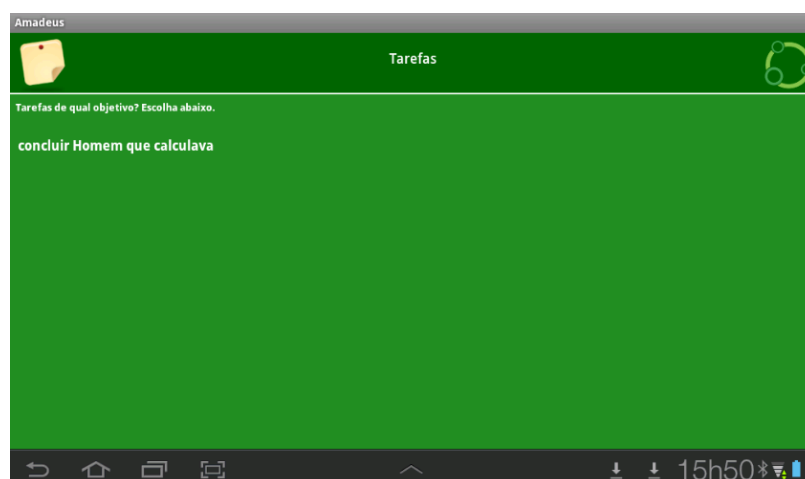 Amadeus
Tarefas
Tarefas de qual objetivo? Escolha abaixo.
concluir Homem que calculava
15h50